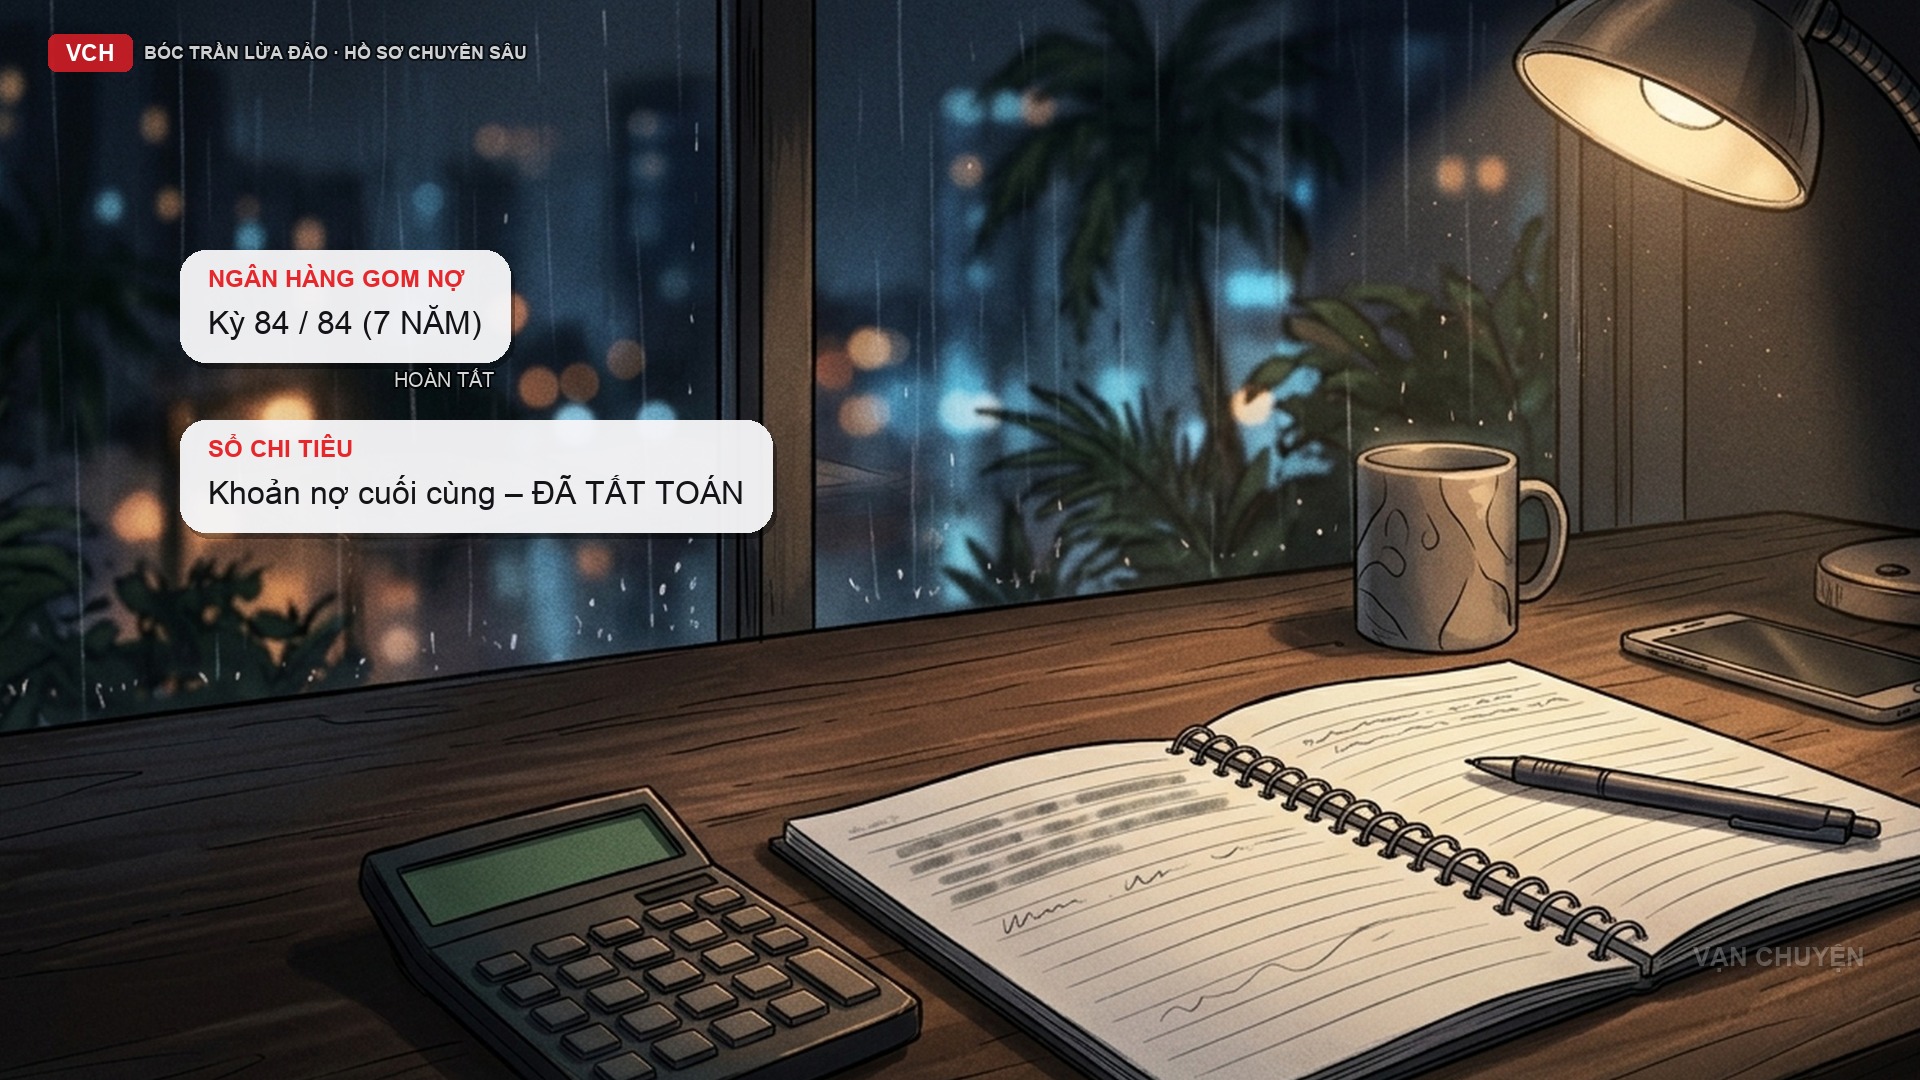 VCH BÓC TRẦN LỪA ĐẢO · HỒ SƠ CHUYÊN SÂU
NGÂN HÀNG GOM NỢ
Kỳ 84 / 84 (7 NĂM)
HOÀN TẤT
SỔ CHI TIÊU
Khoản nợ cuối cùng – ĐÃ TẤT TOÁN
VẠN CHUYỆN